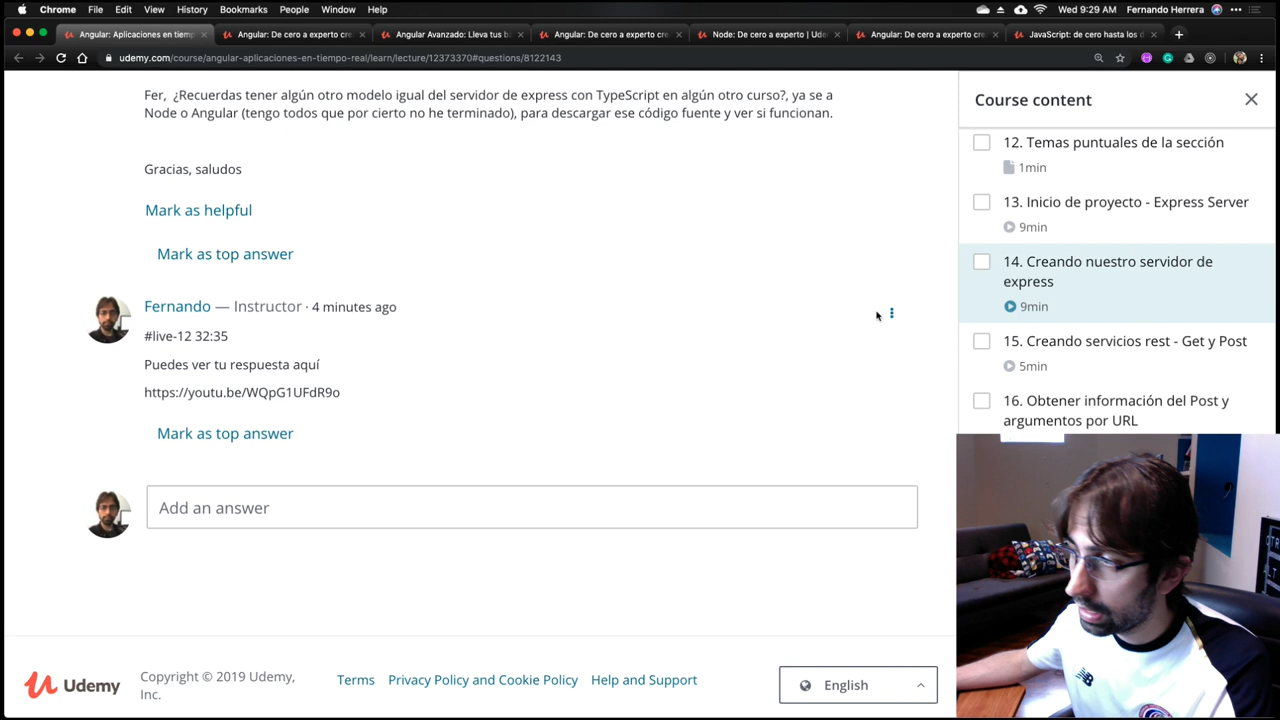 Chrome File Edit View History Bookmarks People Window Help
Wed 9:29 AM Fernando Herrera
Angular: Aplicaciones en tiemp
Angular: De cero a experto cre
Angular Avanzado: Lleva tus b
Angular: De cero a experto cre
Node: De cero a experto | Ude
Angular: De cero a experto cre
JavaScript: de cero hasta los d
udemy.com/course/angular-aplicaciones-en-tiempo-real/learn/lecture/12373370#questions/8122143
Fer, ¿Recuerdas tener algún otro modelo igual del servidor de express con TypeScript en algún otro curso?, ya se a
Node o Angular (tengo todos que por cierto no he terminado), para descargar ese código fuente y ver si funcionan.
Gracias, saludos
Mark as helpful
Mark as top answer
Fernando — Instructor · 4 minutes ago
#live-12 32:35
Puedes ver tu respuesta aquí
https://youtu.be/WQpG1UFdR9o
Mark as top answer
Add an answer
Course content
12. Temas puntuales de la sección
1min
13. Inicio de proyecto - Express Server
9min
14. Creando nuestro servidor de
express
9min
15. Creando servicios rest - Get y Post
5min
16. Obtener información del Post y
argumentos por URL
Udemy
Copyright © 2019 Udemy,
Inc.
Terms
Privacy Policy and Cookie Policy
Help and Support
English